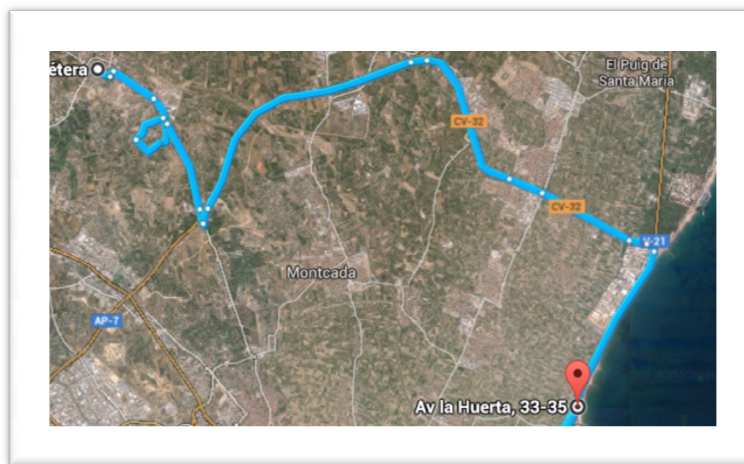 étera
El Puig de
Santa Maria
CV-32
CV-32
V-21
Montcada
AP-7
Av la Huerta, 33-35